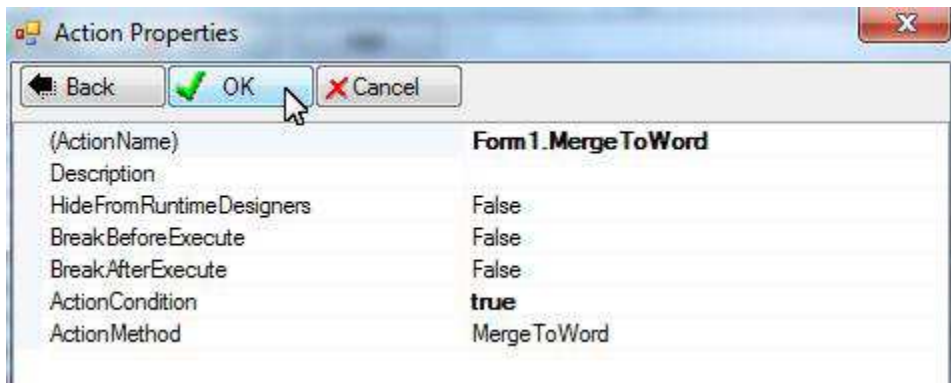 Action Properties
Back OK Cancel
(ActionName) Form1.MergeToWord
Description
HideFromRuntimeDesigners False
BreakBeforeExecute False
BreakAfterExecute False
ActionCondition true
ActionMethod MergeToWord